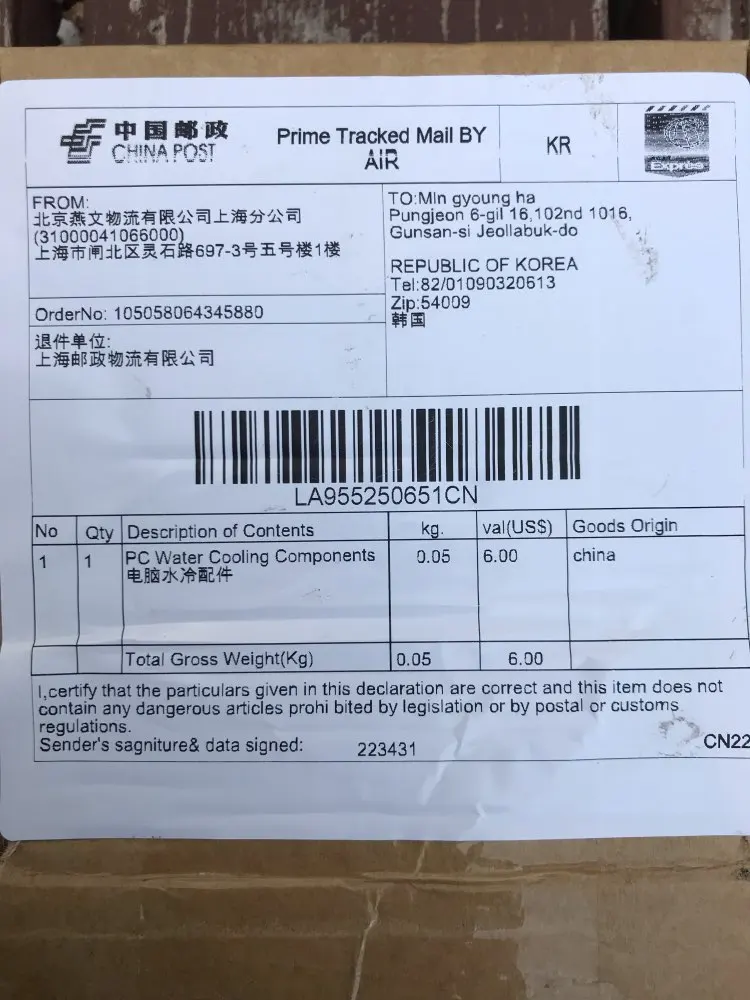 中国邮政
CHINA POST
Prime Tracked Mail BY
AIR
KR
Express
FROM:
北京燕文物流有限公司上海分公司
(31000041066000)
上海市闸北区灵石路697-3号五号楼1楼
OrderNo: 105058064345880
退件单位:
上海邮政物流有限公司
TO:Min gyoung ha
Pungjeon 6-gil 16,102nd 1016,
Gunsan-si Jeollabuk-do
REPUBLIC OF KOREA
Tel:82/01090320613
Zip:54009
韩国
LA955250651CN
No Qty Description of Contents kg. val(US$) Goods Origin
1 1 PC Water Cooling Components 0.05 6.00 china
电脑水冷配件
Total Gross Weight(Kg) 0.05 6.00
I,certify that the particulars given in this declaration are correct and this item does not
contain any dangerous articles prohi bited by legislation or by postal or customs
regulations.
Sender's sagniture& data signed: 223431
CN22